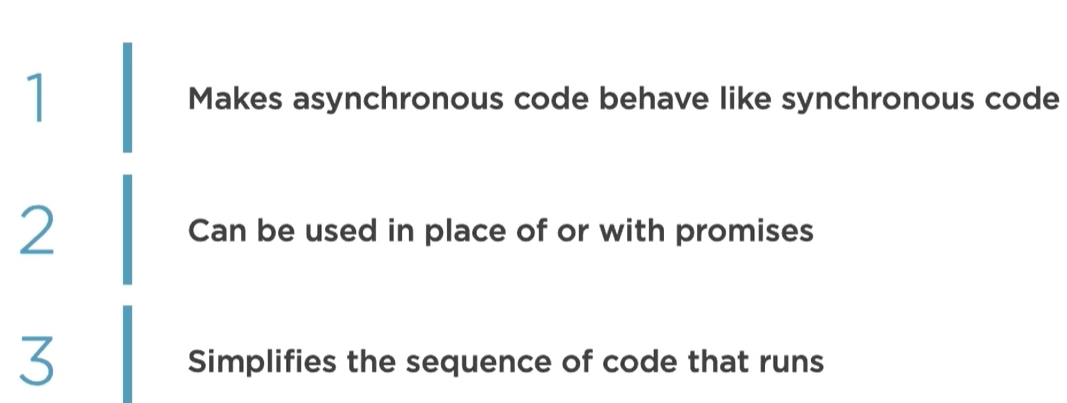 1 Makes asynchronous code behave like synchronous code
2 Can be used in place of or with promises
3 Simplifies the sequence of code that runs